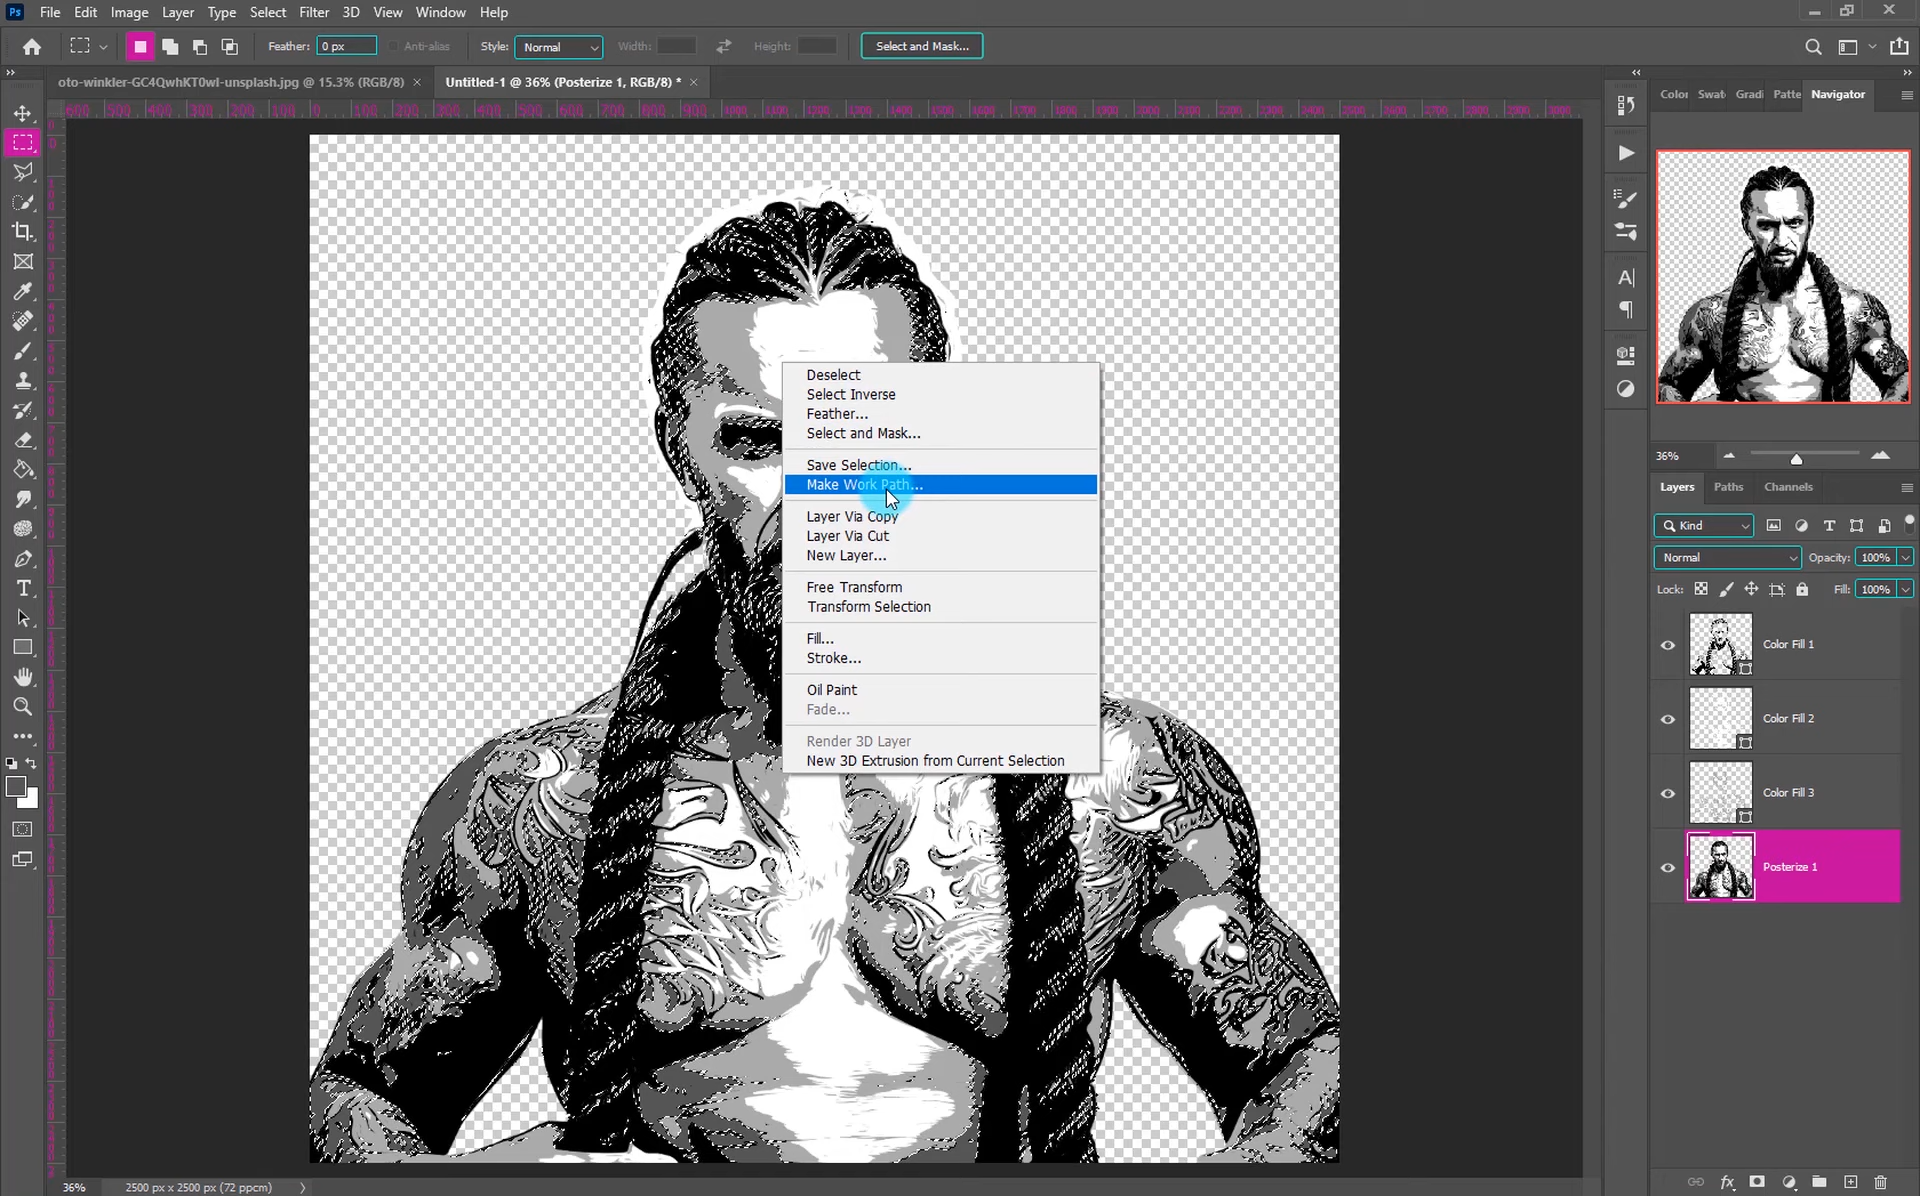 Ps File Edit Image Layer Type Select Filter 3D View Window Help
Feather: 0 px Anti-alias Style: Normal Width: Height: Select and Mask...
oto-winkler-GC4QwhKT0wI-unsplash.jpg @ 15.3% (RGB/8) × Untitled-1 @ 36% (Posterize 1, RGB/8) * ×
Color Swat Gradi Patte Navigator
Deselect
Select Inverse
Feather...
Select and Mask...
Save Selection...
Make Work Path...
Layer Via Copy
Layer Via Cut
New Layer...
Free Transform
Transform Selection
Fill...
Stroke...
Oil Paint
Fade...
Render 3D Layer
New 3D Extrusion from Current Selection
36%
Layers Paths Channels
Kind
Normal Opacity: 100%
Lock: Fill: 100%
Color Fill 1
Color Fill 2
Color Fill 3
Posterize 1
36% 2500 px x 2500 px (72 ppcm)